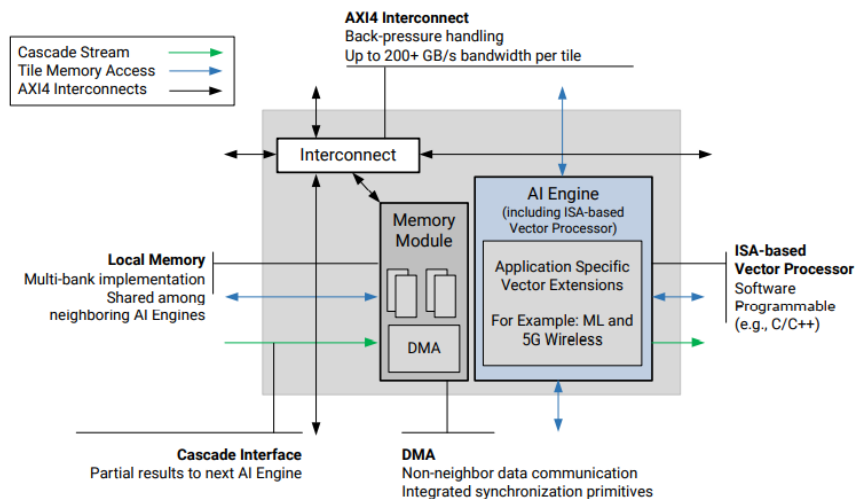 AXI4 Interconnect
Back-pressure handling
Up to 200+ GB/s bandwidth per tile
Cascade Stream
Tile Memory Access
AXI4 Interconnects
Interconnect
AI Engine
(including ISA-based
Vector Processor)
Memory
Module
Application Specific
Vector Extensions
For Example: ML and
5G Wireless
DMA
Local Memory
Multi-bank implementation
Shared among
neighboring AI Engines
ISA-based
Vector Processor
Software
Programmable
(e.g., C/C++)
Cascade Interface
Partial results to next AI Engine
DMA
Non-neighbor data communication
Integrated synchronization primitives